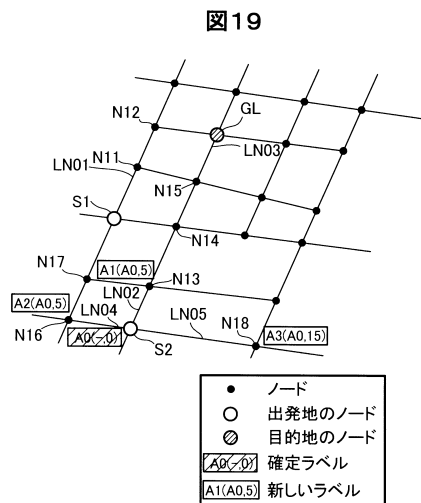 図19
GL
N12
LN03
N11
LN01
N15
S1
N14
N17
A1(A0,5)
N13
LN02
A2(A0,5)
LN04
LN05
N18
A3(A0,15)
N16
A0(-,0)
S2
ノード
出発地のノード
目的地のノード
A0(-,0) 確定ラベル
A1(A0,5) 新しいラベル